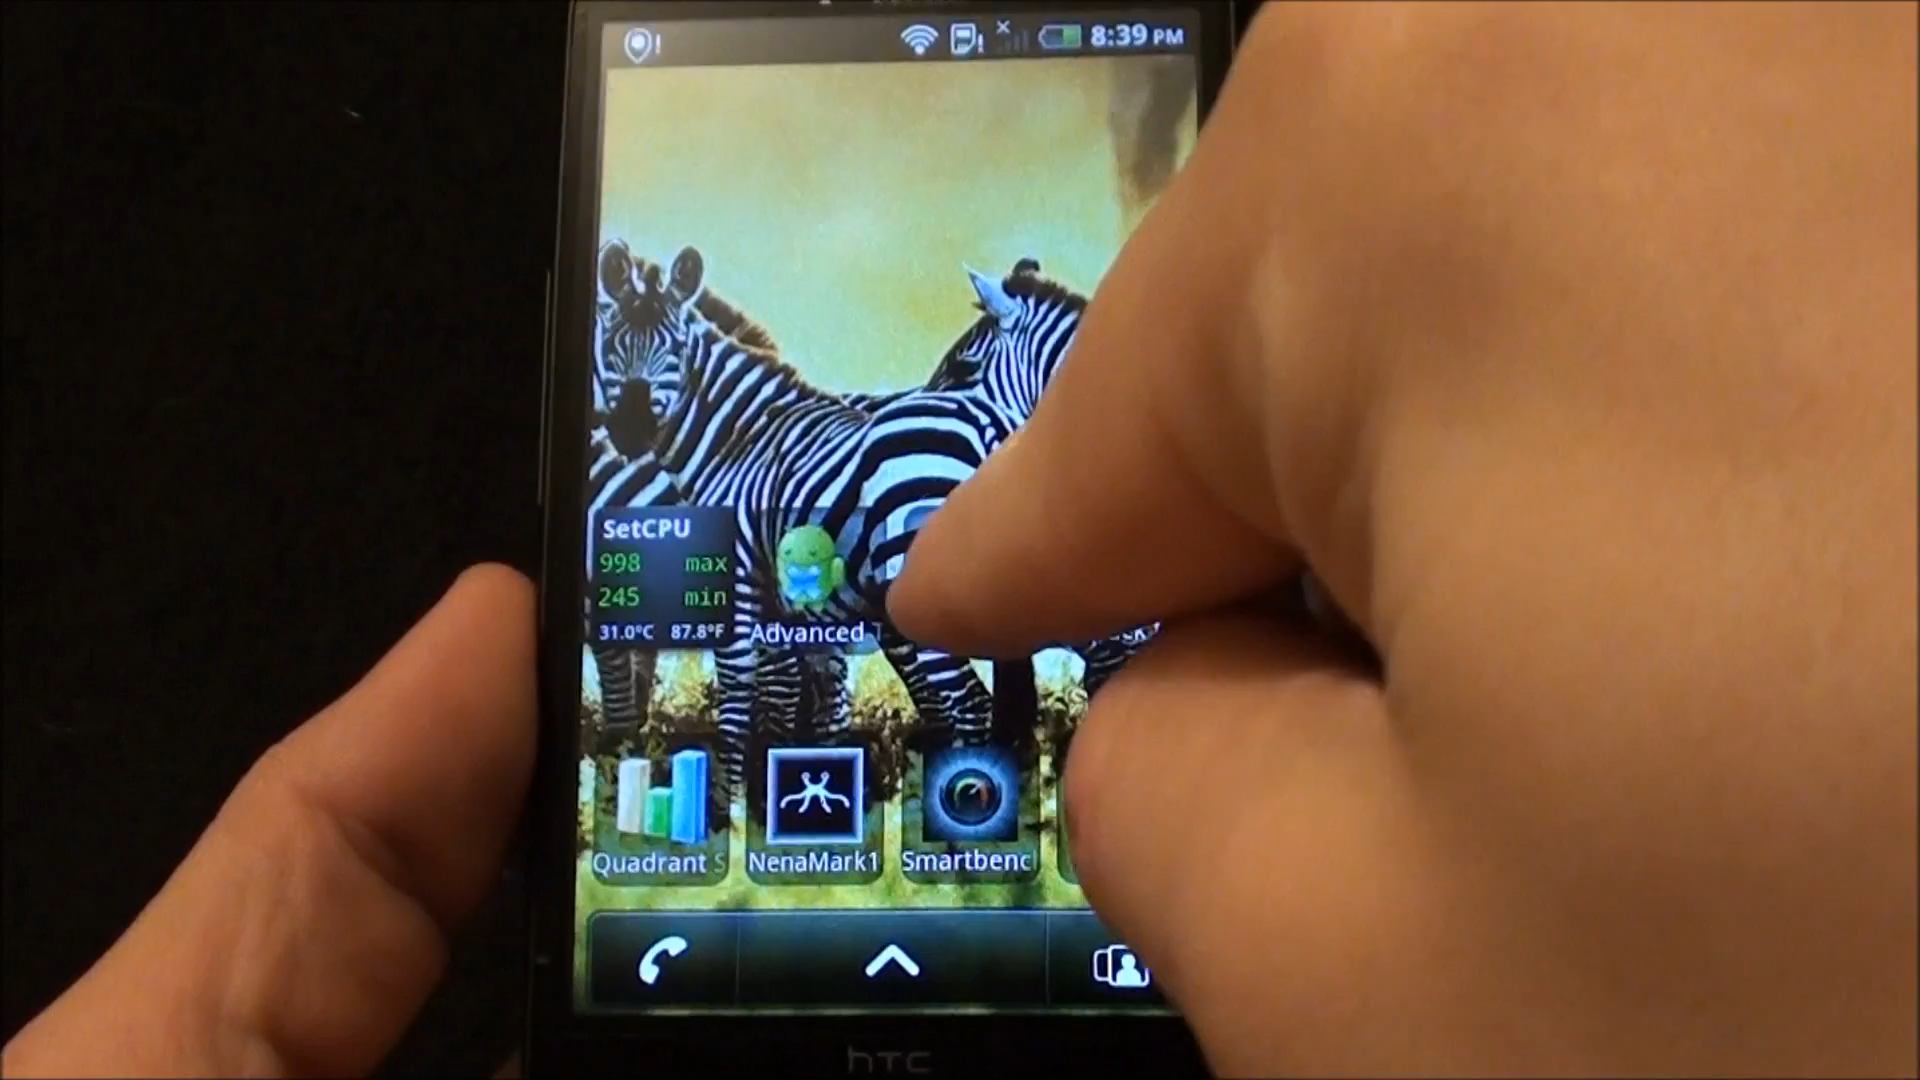 8:39 PM
SetCPU
998 max
245 min
31.0°C 87.8°F
Advanced
Quadrant S
NenaMark1
Smartbenc
hTC